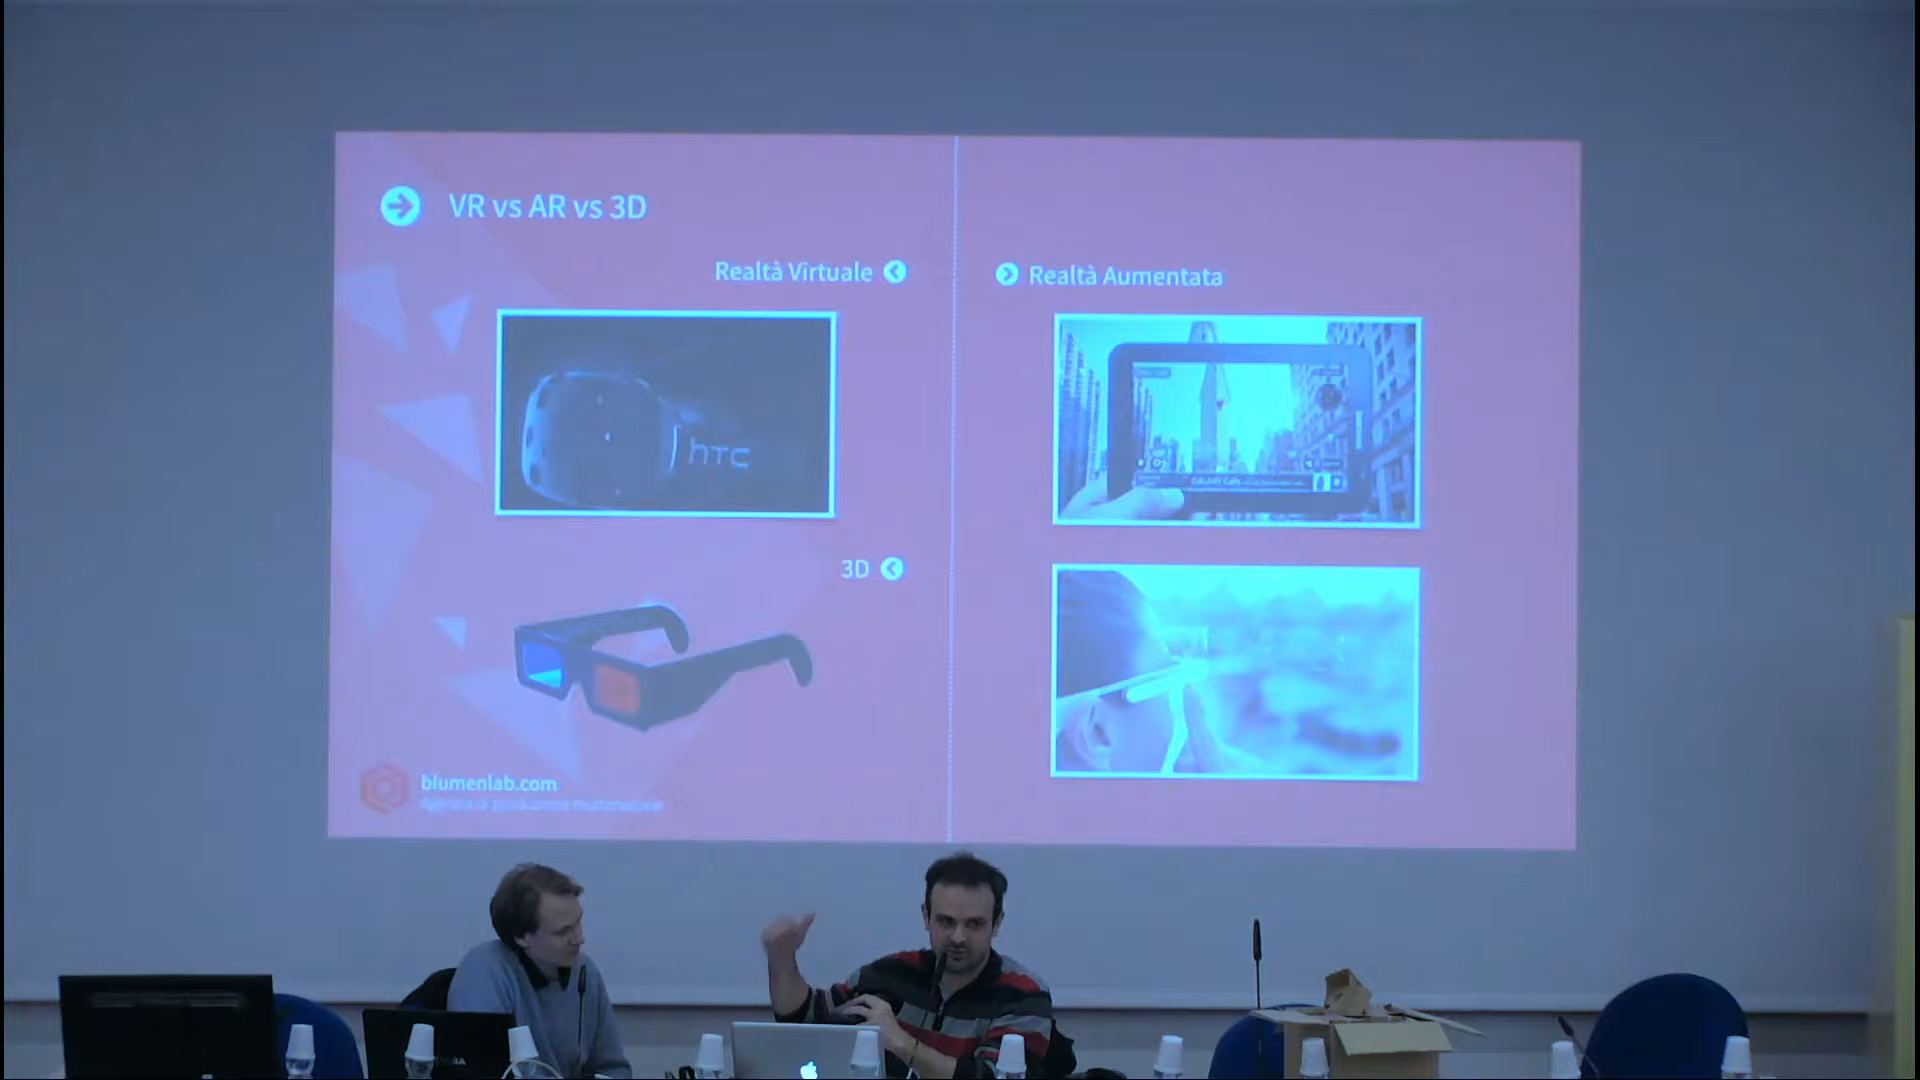 VR vs AR vs 3D
Realtà Virtuale
Realtà Aumentata
hTC
3D
blumenlab.com